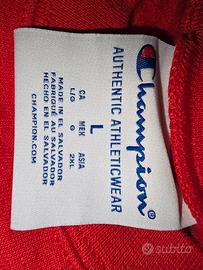 Champion®
AUTHENTIC ATHLETICWEAR
L
CA MEX ASIA
L/G G 2XL
MADE IN EL SALVADOR
FABRIQUÉ AU SALVADOR
HECHO EN EL SALVADOR
CHAMPION.COM
subito